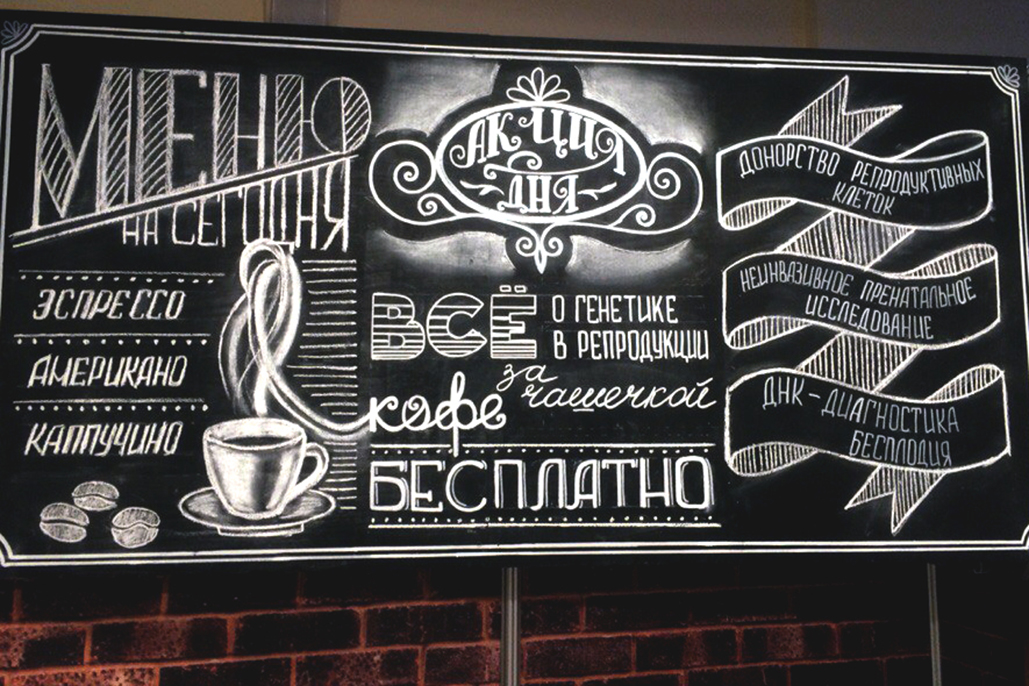 МЕНЮ
НА СЕГОДНЯ
ЭСПРЕССО
АМЕРИКАНО
КАППУЧИНО
АКЦИЯ
ДНЯ
ВСЁ О ГЕНЕТИКЕ
В РЕПРОДУКЦИИ
за чашечкой
кофе
БЕСПЛАТНО
ДОНОРСТВО РЕПРОДУКТИВНЫХ
КЛЕТОК
НЕИНВАЗИВНОЕ ПРЕНАТАЛЬНОЕ
ИССЛЕДОВАНИЕ
ДНК-ДИАГНОСТИКА
БЕСПЛОДИЯ